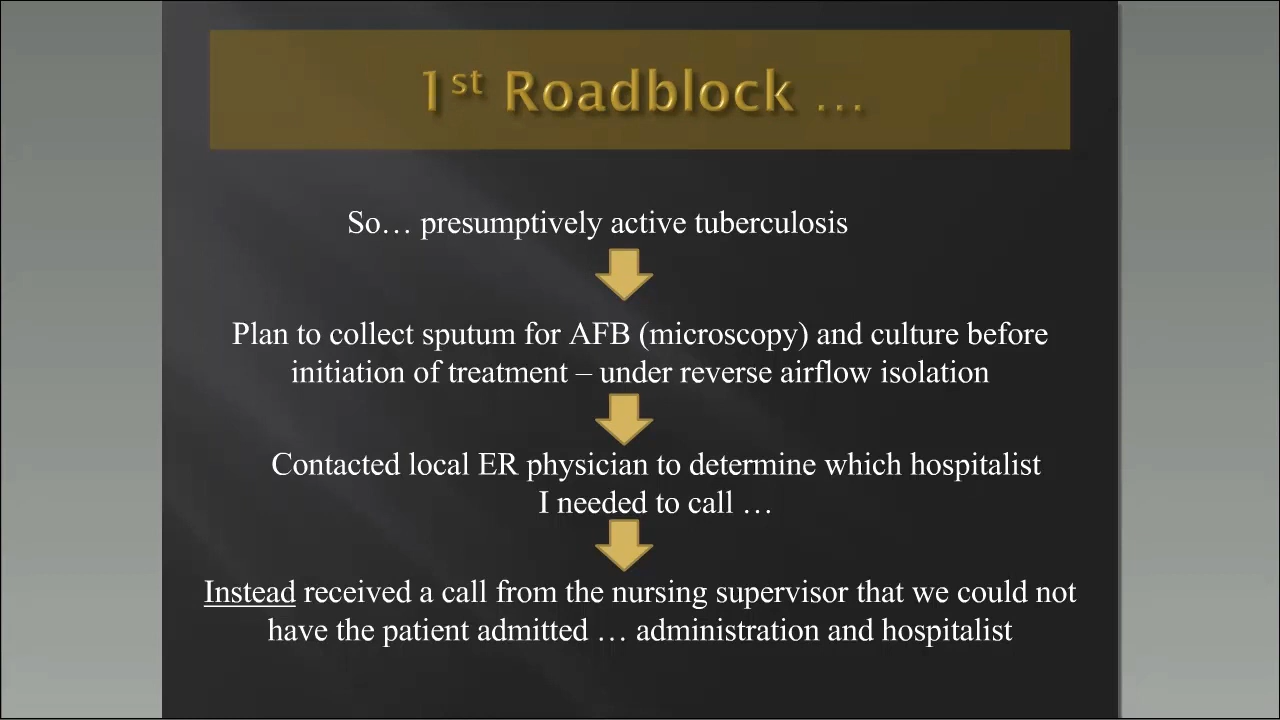 1st Roadblock …
So… presumptively active tuberculosis
Plan to collect sputum for AFB (microscopy) and culture before
initiation of treatment – under reverse airflow isolation
Contacted local ER physician to determine which hospitalist
I needed to call …
Instead received a call from the nursing supervisor that we could not
have the patient admitted … administration and hospitalist